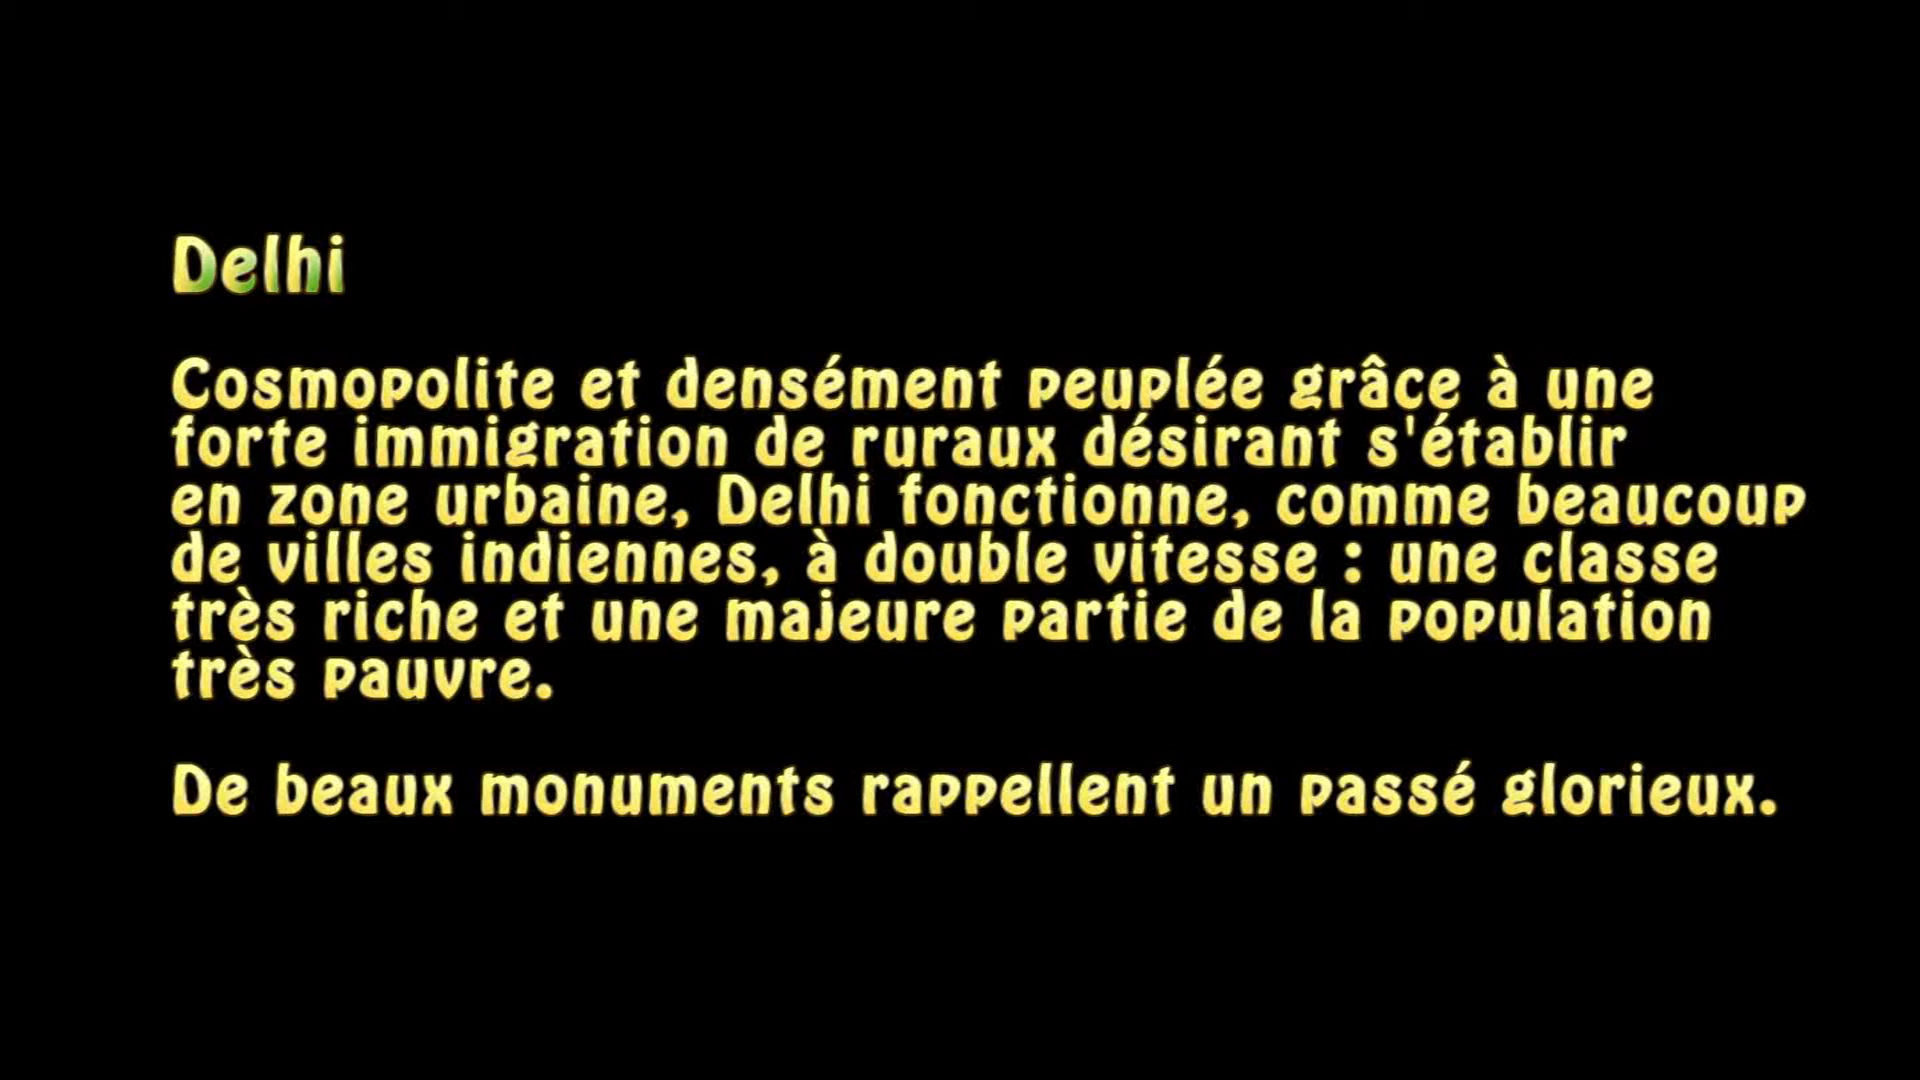 Delhi
Cosmopolite et densément peuplée grâce à une
forte immigration de ruraux désirant s'établir
en zone urbaine, Delhi fonctionne, comme beaucoup
de villes indiennes, à double vitesse : une classe
très riche et une majeure partie de la population
très pauvre.
De beaux monuments rappellent un passé glorieux.